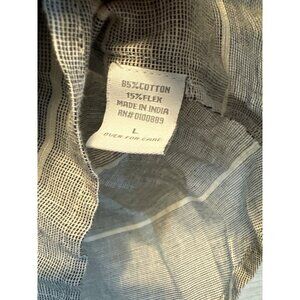 85% COTTON
15% FLEX
MADE IN INDIA
RN# 0100889
L
OVER FOR CARE